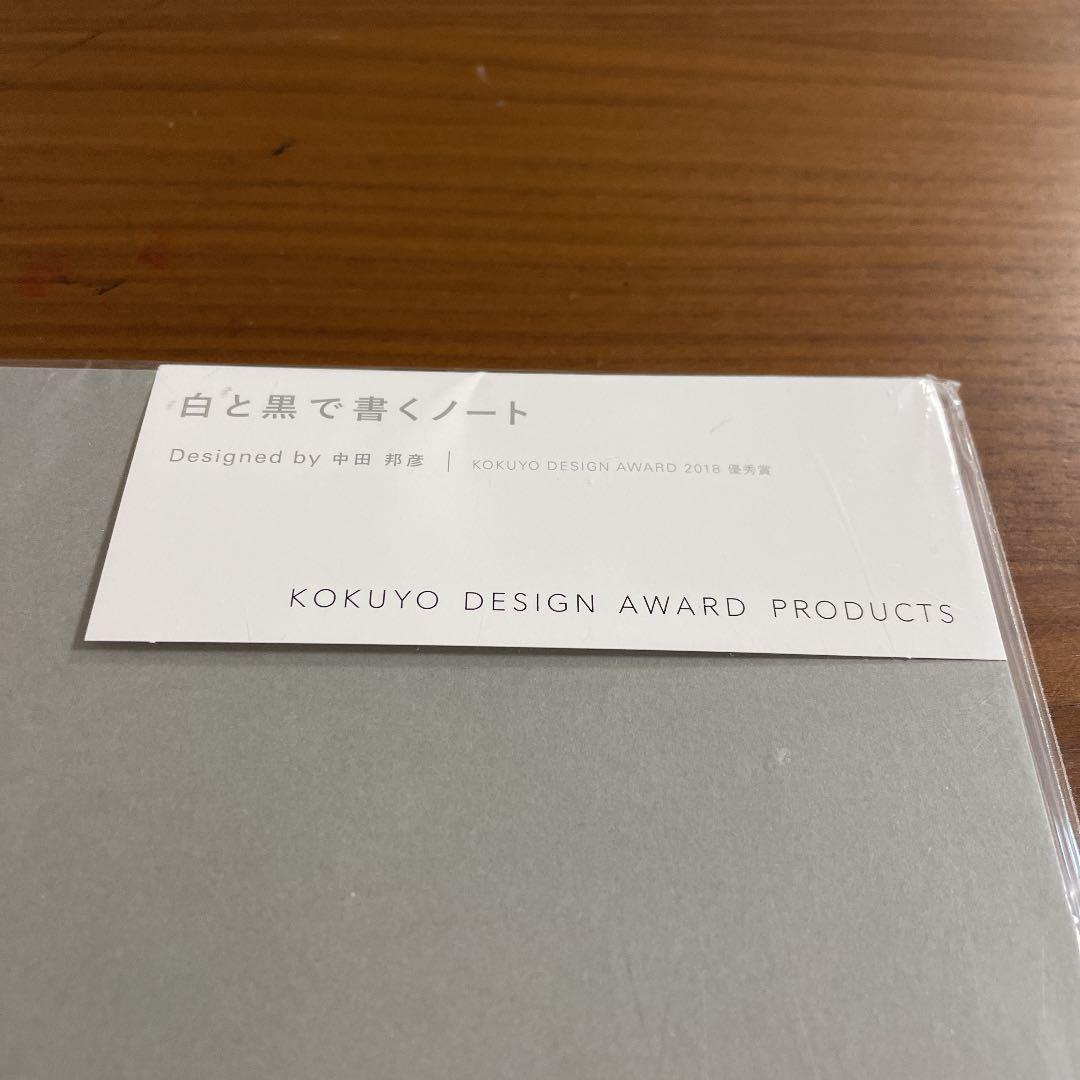 白と黒で書くノート
Designed by 中田 邦彦 | KOKUYO DESIGN AWARD 2018 優秀賞
KOKUYO DESIGN AWARD PRODUCTS